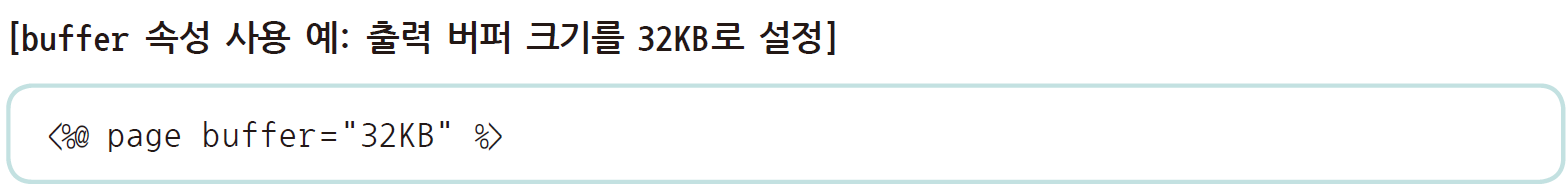 [buffer 속성 사용 예: 출력 버퍼 크기를 32KB로 설정]
<%@ page buffer="32KB" %>